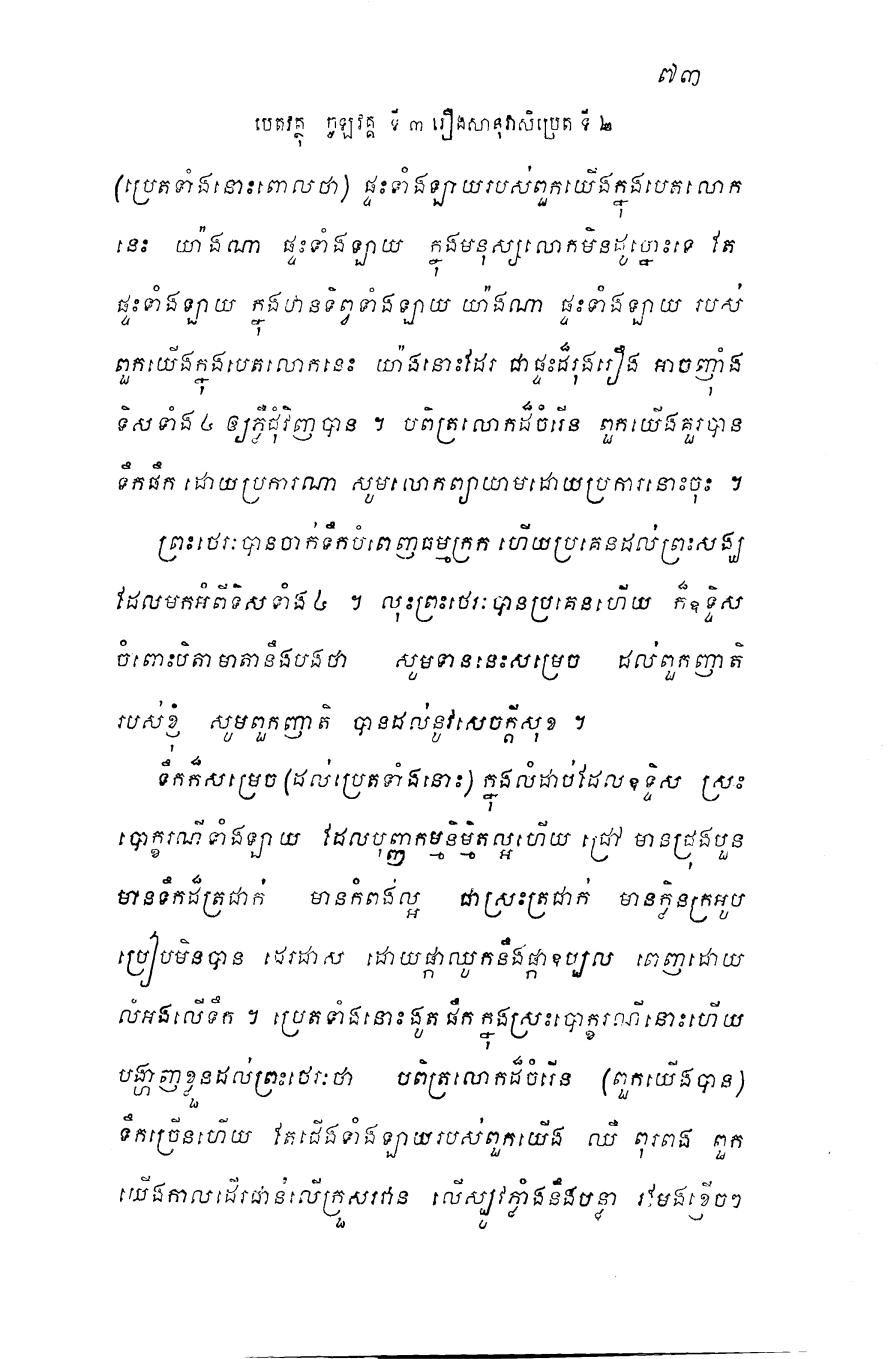 ៧៣
បេតវត្ថុ ចូឡវគ្គ ទី ៣ រឿងសានុវាសិប្រេត ទី ២
(ប្រេតទាំងនោះពោលថា) ផ្ទះទាំងឡាយរបស់ពួកយើងក្នុងបេតលោក
នេះ យ៉ាងណា ផ្ទះទាំងឡាយ ក្នុងមនុស្សលោកមិនដូច្នោះទេ តែ
ផ្ទះទាំងឡាយ ក្នុងឋានទិព្វទាំងឡាយ យ៉ាងណា ផ្ទះទាំងឡាយ របស់
ពួកយើងក្នុងបេតលោកនេះ យ៉ាងនោះដែរ ជាផ្ទះដ៏រុងរឿង អាចញ៉ាំង
ទិសទាំង ៤ ឲ្យភ្លឺជុំវិញបាន ។ បពិត្រលោកដ៏ចំរើន ពួកយើងគួរបាន
ទឹកផឹក ដោយប្រការណា សូមលោកព្យាយាមដោយប្រការនោះចុះ ។
ព្រះថេរៈបានចាក់ទឹកបំពេញធម្មក្រក ហើយប្រគេនដល់ព្រះសង្ឃ
ដែលមកអំពីទិសទាំង ៤ ។ លុះព្រះថេរៈបានប្រគេនហើយ ក៏ឧទ្ទិស
ចំពោះបិតាមាតានឹងបងថា សូមទាននេះសម្រេច ដល់ពួកញាតិ
របស់ខ្ញុំ សូមពួកញាតិ បានដល់នូវសេចក្តីសុខ ។
ទឹកក៏សម្រេច (ដល់ប្រេតទាំងនោះ) ក្នុងលំដាប់ដែលឧទ្ទិស ស្រះ
បោក្ខរណីទាំងឡាយ ដែលបុញ្ញកម្មនិម្មិតល្អហើយ ជ្រៅ មានជ្រុងបួន
មានទឹកដ៏ត្រជាក់ មានកំពង់ល្អ ជាស្រះត្រជាក់ មានក្លិនក្រអូប
ប្រៀបមិនបាន ដេរដាស ដោយផ្កាឈូកនឹងផ្កាឧប្បល ពេញដោយ
លំអងលើទឹក ។ ប្រេតទាំងនោះងូត ផឹក ក្នុងស្រះបោក្ខរណីនោះហើយ
បង្ហាញខ្លួនដល់ព្រះថេរៈថា បពិត្រលោកដ៏ចំរើន (ពួកយើងបាន)
ទឹកច្រើនហើយ តែជើងទាំងឡាយរបស់ពួកយើង ឈឺ ពុរពង ពួក
យើងកាលដើរជាន់លើក្រួសរវាន លើស្បូវភ្លាំងនឹងបន្លា រមែងខ្ចើចៗ